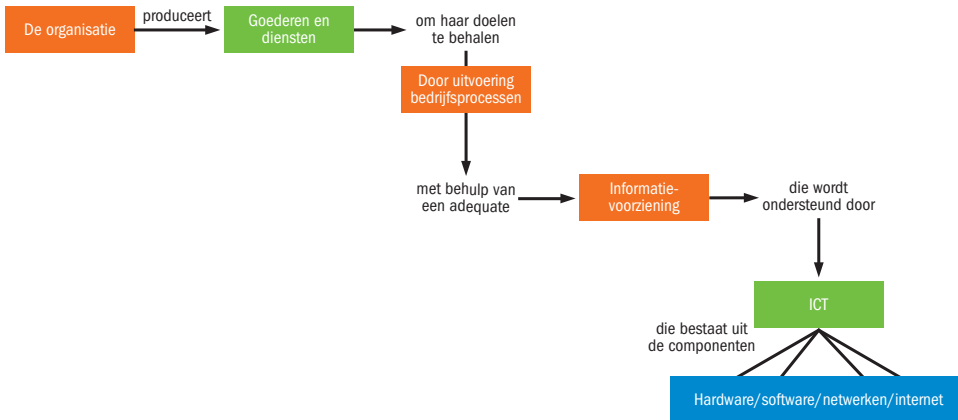 De organisatie
produceert
Goederen en
diensten
om haar doelen
te behalen
Door uitvoering
bedrijfsprocessen
met behulp van
een adequate
Informatie-
voorziening
die wordt
ondersteund door
ICT
die bestaat uit
de componenten
Hardware/software/netwerken/internet